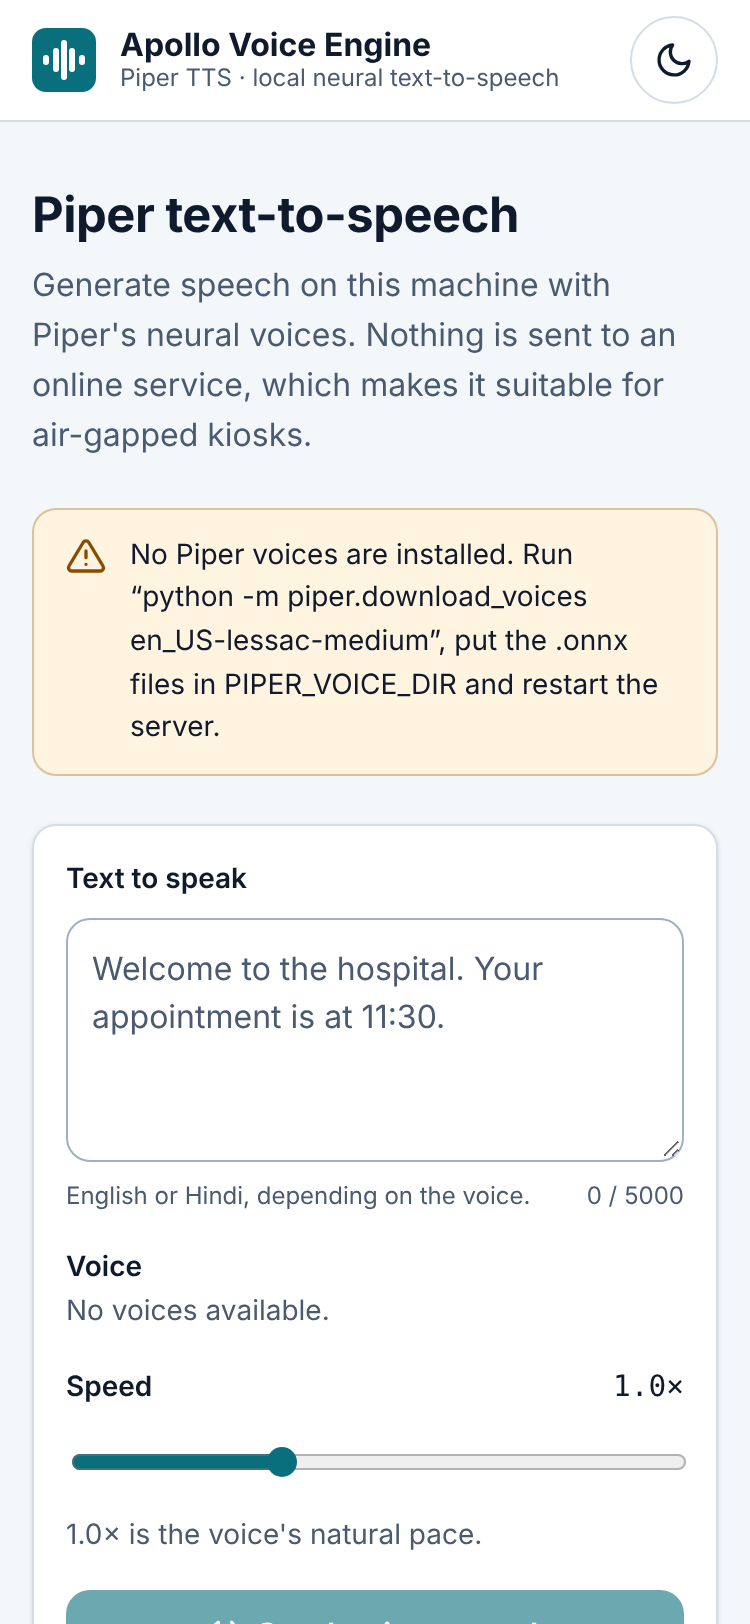 Apollo Voice Engine
Piper TTS · local neural text-to-speech
Piper text-to-speech
Generate speech on this machine with
Piper's neural voices. Nothing is sent to an
online service, which makes it suitable for
air-gapped kiosks.
No Piper voices are installed. Run
“python -m piper.download_voices
en_US-lessac-medium”, put the .onnx
files in PIPER_VOICE_DIR and restart the
server.
Text to speak
Welcome to the hospital. Your
appointment is at 11:30.
English or Hindi, depending on the voice. 0 / 5000
Voice
No voices available.
Speed 1.0×
1.0× is the voice's natural pace.